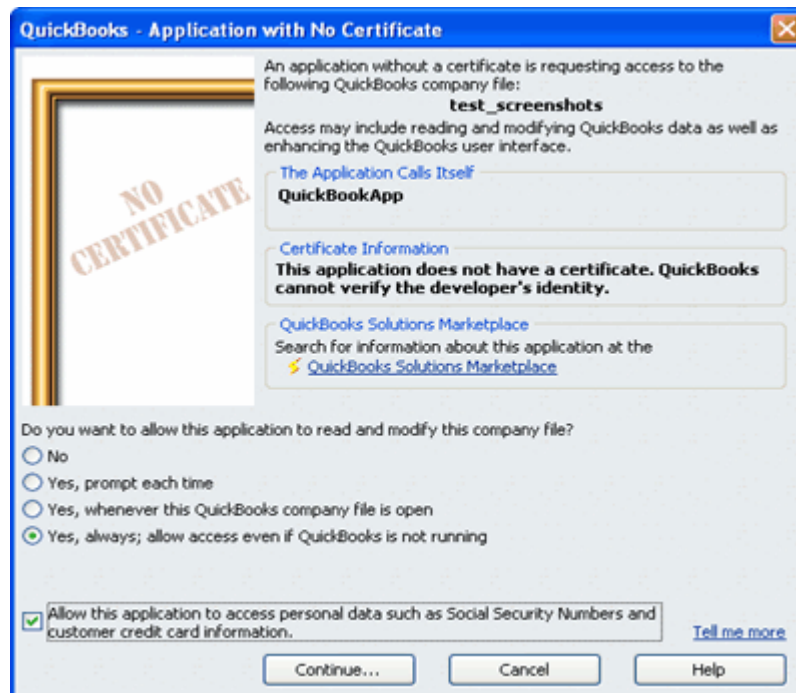 QuickBooks - Application with No Certificate
An application without a certificate is requesting access to the
following QuickBooks company file:
test_screenshots
Access may include reading and modifying QuickBooks data as well as
enhancing the QuickBooks user interface.
NO
CERTIFICATE
The Application Calls Itself
QuickBookApp
Certificate Information
This application does not have a certificate. QuickBooks
cannot verify the developer's identity.
QuickBooks Solutions Marketplace
Search for information about this application at the
QuickBooks Solutions Marketplace
Do you want to allow this application to read and modify this company file?
No
Yes, prompt each time
Yes, whenever this QuickBooks company file is open
Yes, always; allow access even if QuickBooks is not running
Allow this application to access personal data such as Social Security Numbers and
customer credit card information.
Tell me more
Continue... Cancel Help